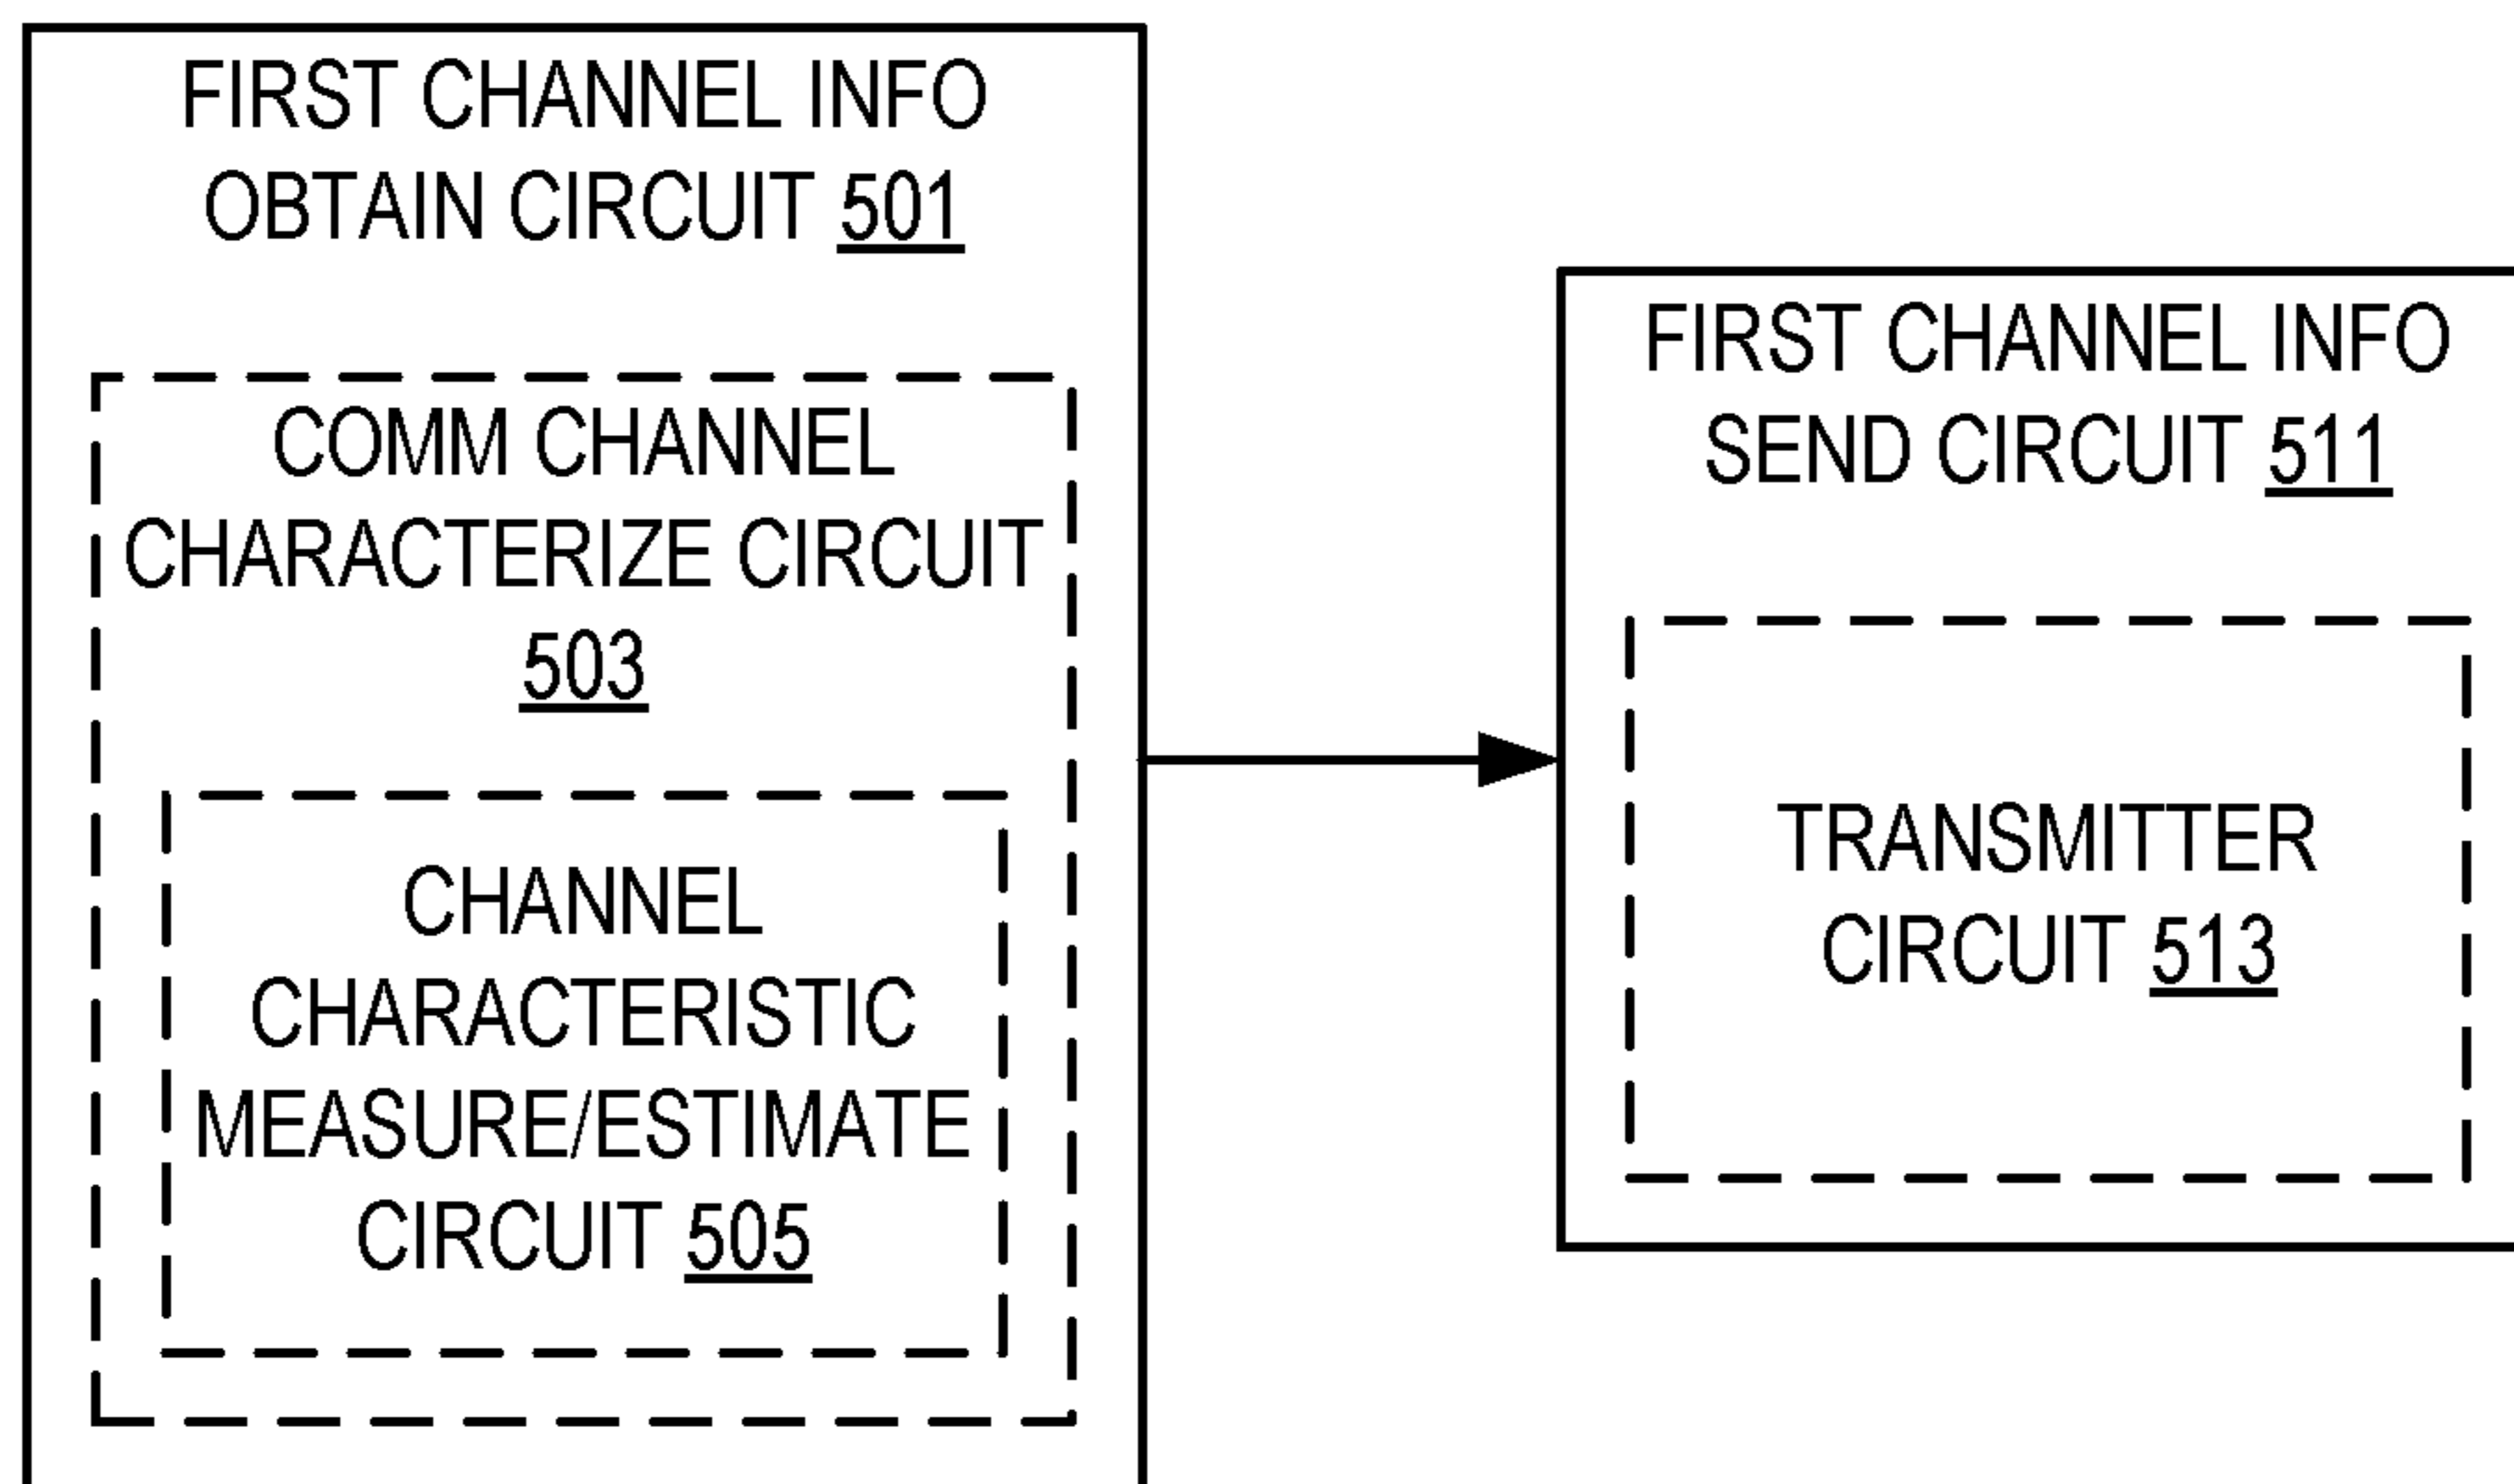 FIRST CHANNEL INFO
OBTAIN CIRCUIT 501
COMM CHANNEL
CHARACTERIZE CIRCUIT
503
CHANNEL
CHARACTERISTIC
MEASURE/ESTIMATE
CIRCUIT 505
FIRST CHANNEL INFO
SEND CIRCUIT 511
TRANSMITTER
CIRCUIT 513